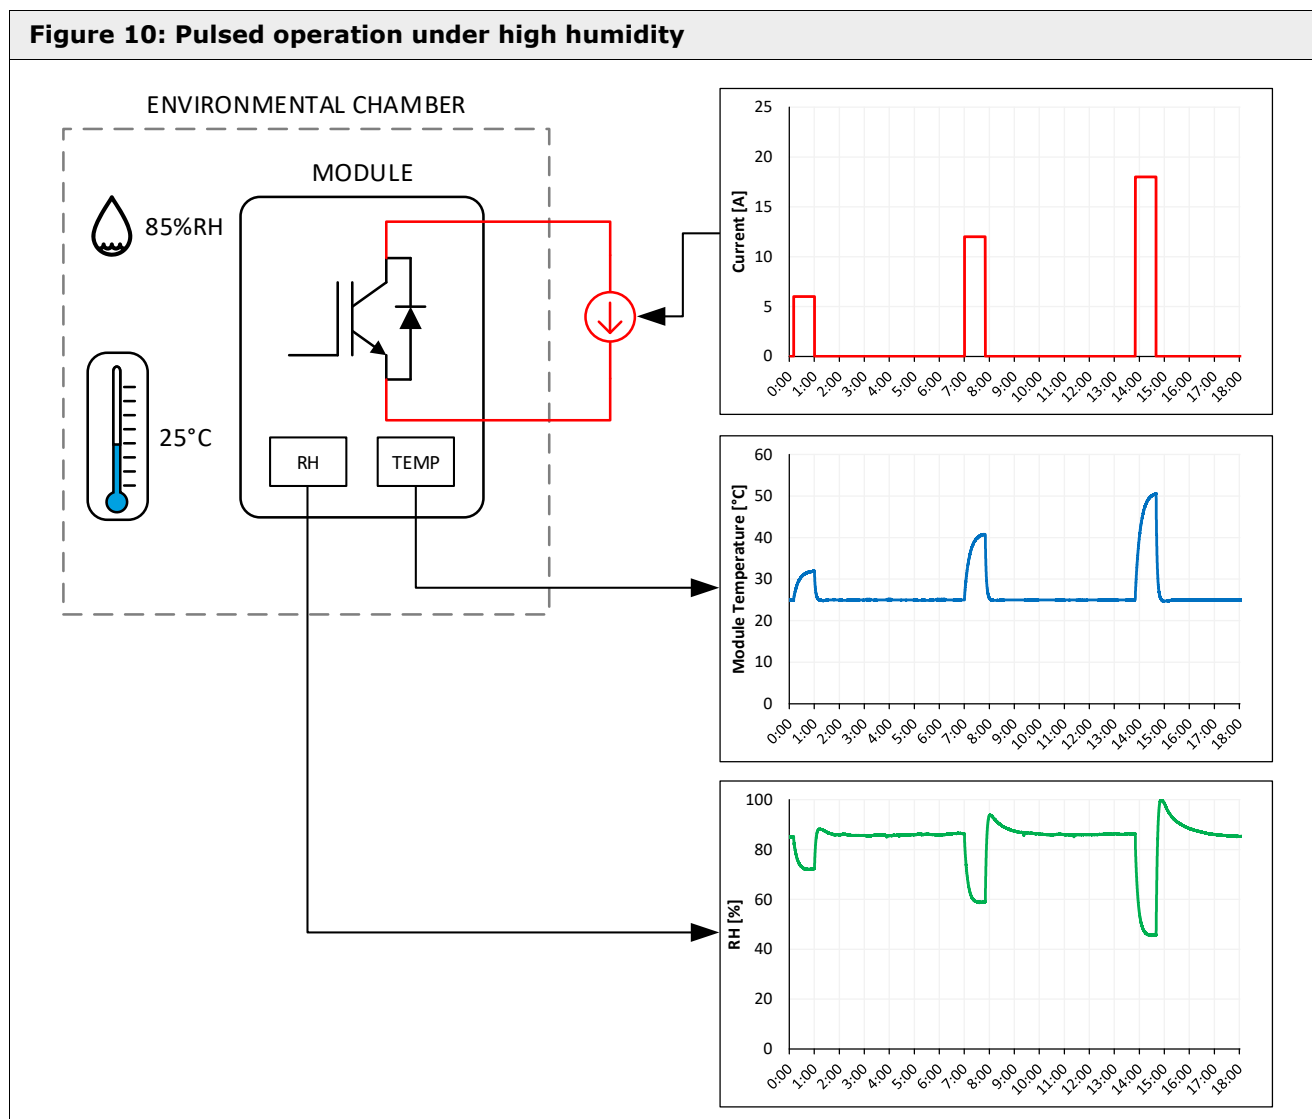 Figure 10: Pulsed operation under high humidity
ENVIRONMENTAL CHAMBER
MODULE
85%RH
25°C
RH
TEMP
Current [A]
25
20
15
10
5
0
0:00 1:00 2:00 3:00 4:00 5:00 6:00 7:00 8:00 9:00 10:00 11:00 12:00 13:00 14:00 15:00 16:00 17:00 18:00
Module Temperature [°C]
60
50
40
30
20
10
0
0:00 1:00 2:00 3:00 4:00 5:00 6:00 7:00 8:00 9:00 10:00 11:00 12:00 13:00 14:00 15:00 16:00 17:00 18:00
RH [%]
100
80
60
40
20
0
0:00 1:00 2:00 3:00 4:00 5:00 6:00 7:00 8:00 9:00 10:00 11:00 12:00 13:00 14:00 15:00 16:00 17:00 18:00